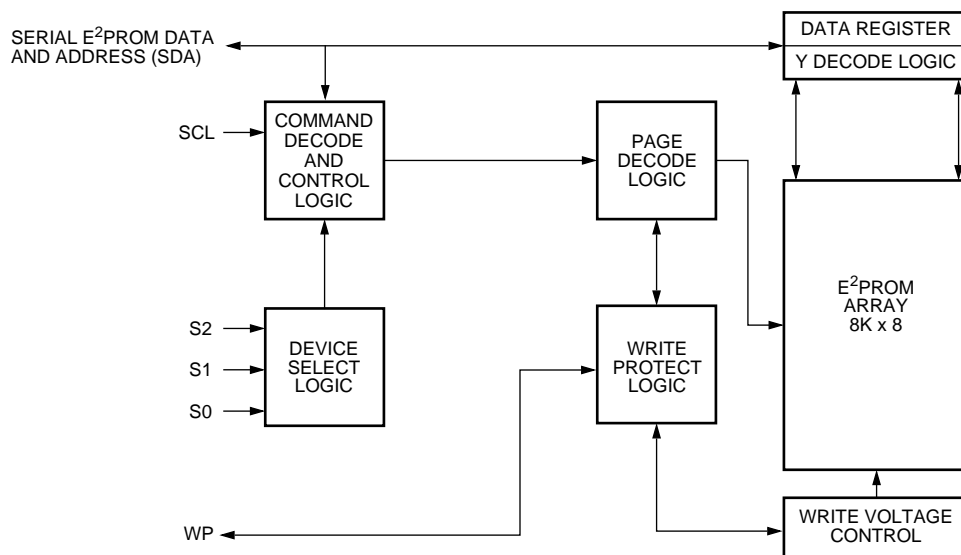 SERIAL E²PROM DATA
AND ADDRESS (SDA)
DATA REGISTER
Y DECODE LOGIC
SCL
COMMAND
DECODE
AND
CONTROL
LOGIC
PAGE
DECODE
LOGIC
E²PROM
ARRAY
8K x 8
S2
S1
S0
DEVICE
SELECT
LOGIC
WRITE
PROTECT
LOGIC
WP
WRITE VOLTAGE
CONTROL